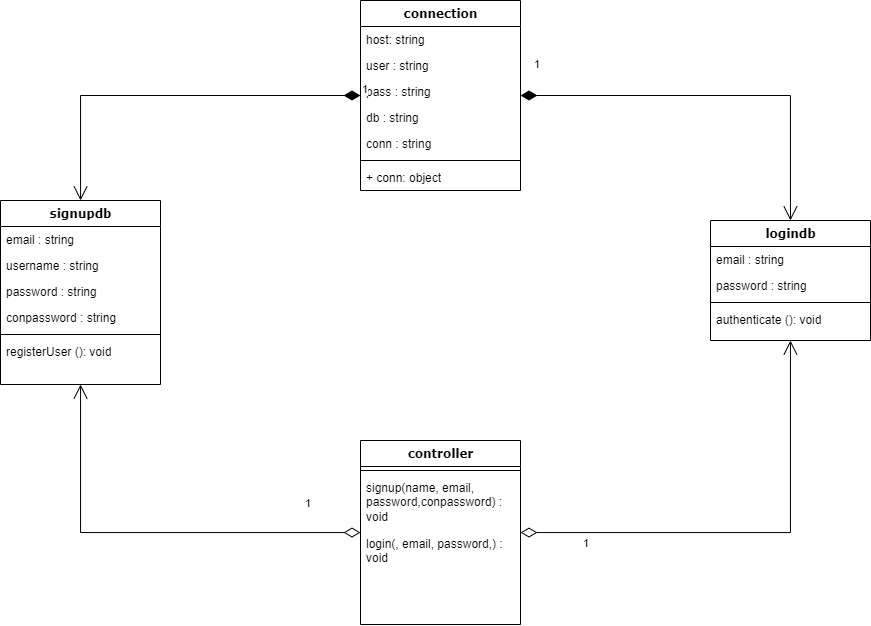 connection
host: string
user : string
1
1
pass : string
db : string
conn : string
+ conn: object
signupdb
email : string
username : string
password : string
conpassword : string
registerUser (): void
logindb
email : string
password : string
authenticate (): void
controller
signup(name, email,
password,conpassword) :
void
login(, email, password,) :
void
1
1